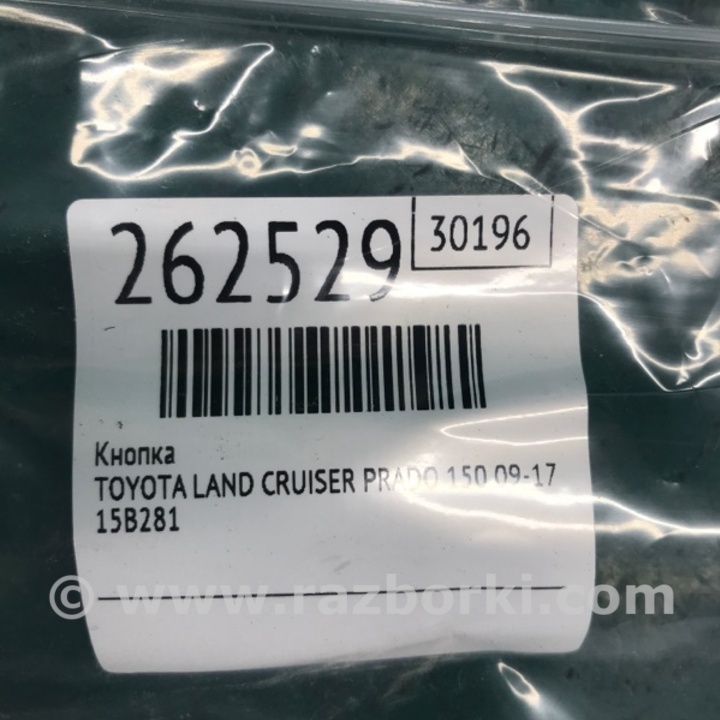 262529
30196
Кнопка
TOYOTA LAND CRUISER PRADO 150 09-17
15B281
© www.razborki.com